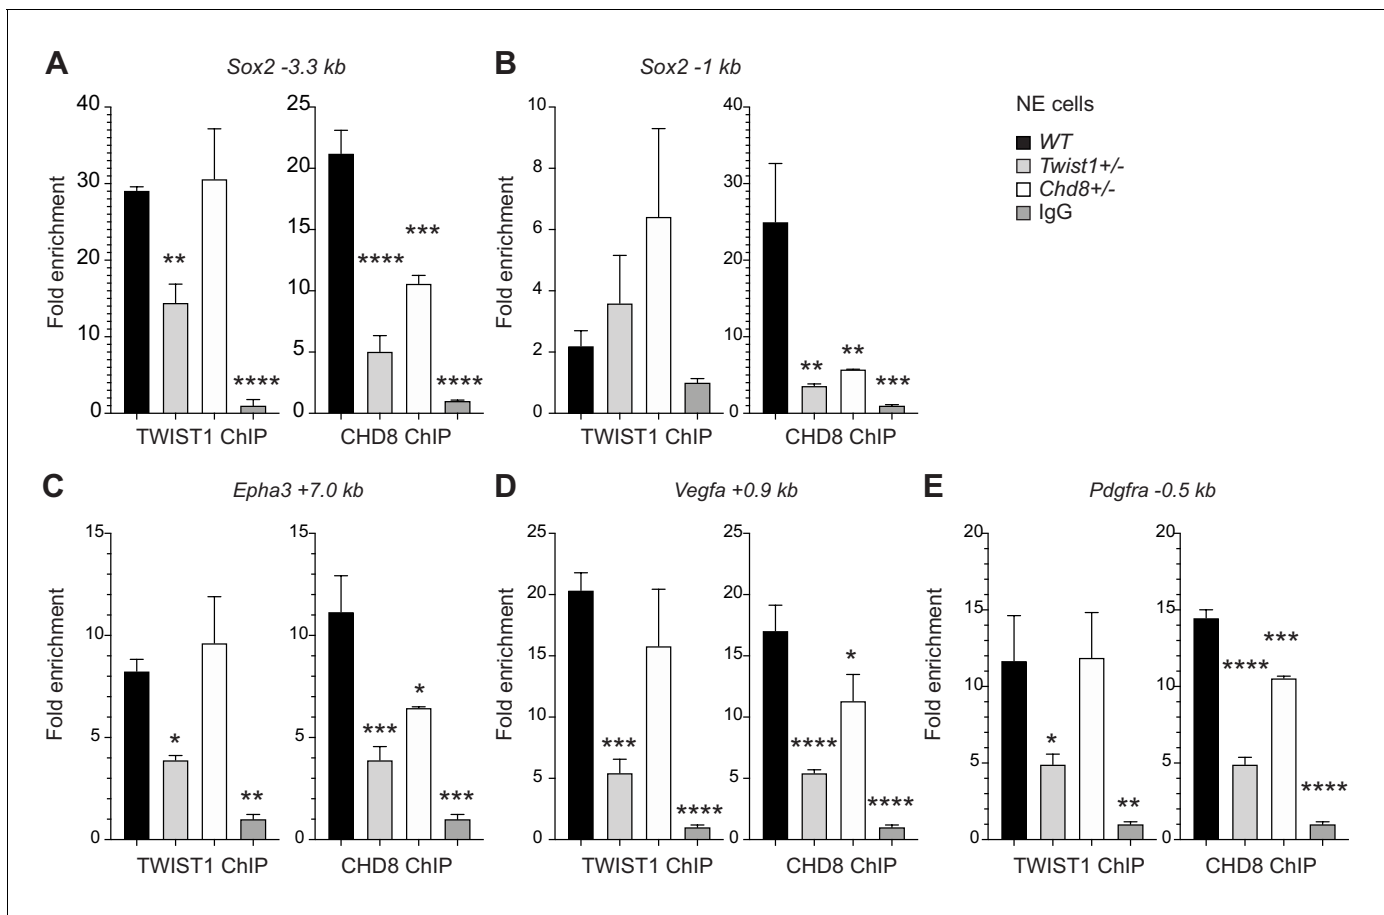 A
Sox2 -3.3 kb
Fold enrichment
40
30
20
10
0
**
****
TWIST1 ChIP
25
20
15
10
5
0
****
***
****
CHD8 ChIP
B
Sox2 -1 kb
Fold enrichment
10
8
6
4
2
0
TWIST1 ChIP
40
30
20
10
0
**
**
***
CHD8 ChIP
NE cells
WT
Twist1+/-
Chd8+/-
IgG
C
Epha3 +7.0 kb
Fold enrichment
15
10
5
0
*
**
TWIST1 ChIP
15
10
5
0
***
*
***
CHD8 ChIP
D
Vegfa +0.9 kb
Fold enrichment
25
20
15
10
5
0
***
****
TWIST1 ChIP
25
20
15
10
5
0
****
*
****
CHD8 ChIP
E
Pdgfra -0.5 kb
Fold enrichment
20
15
10
5
0
*
**
TWIST1 ChIP
20
15
10
5
0
****
***
****
CHD8 ChIP